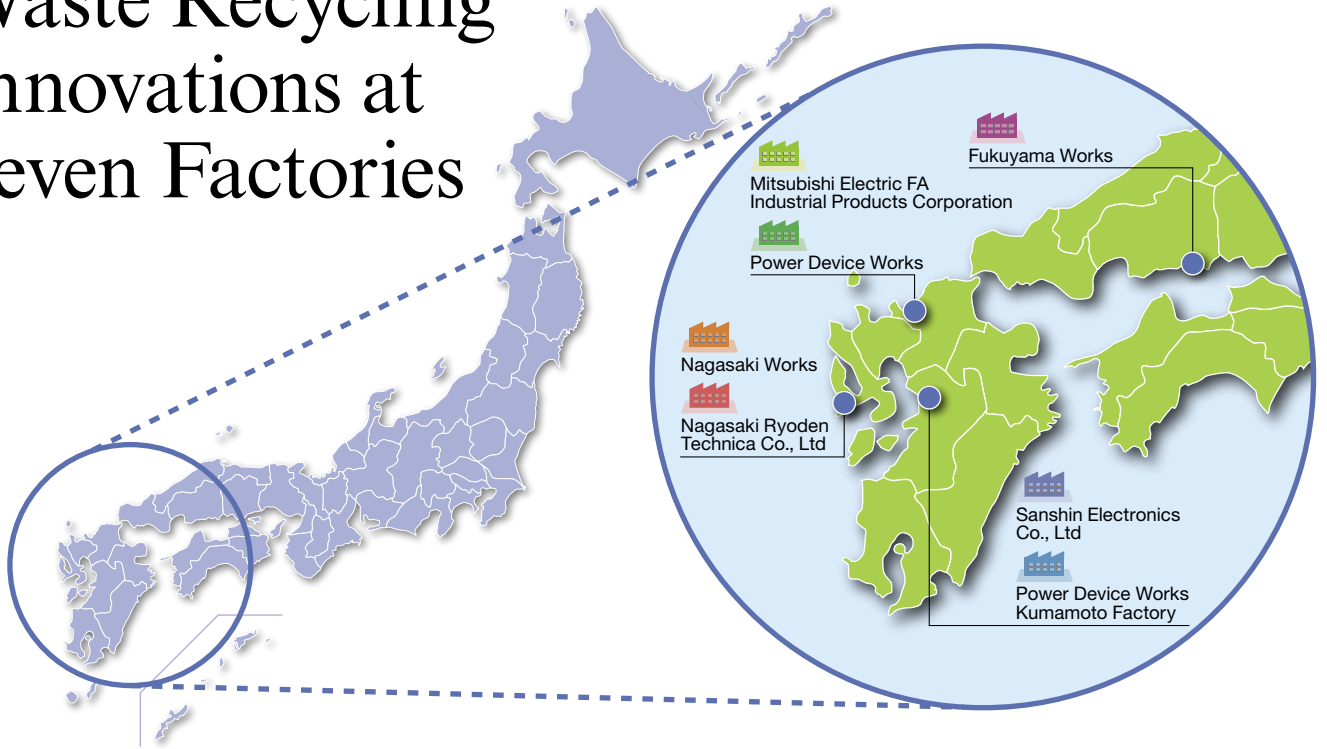 Waste Recycling
nnovations at
even Factories
Fukuyama Works
Mitsubishi Electric FA
Industrial Products Corporation
Power Device Works
Nagasaki Works
Nagasaki Ryoden
Technica Co., Ltd
Sanshin Electronics
Co., Ltd
Power Device Works
Kumamoto Factory